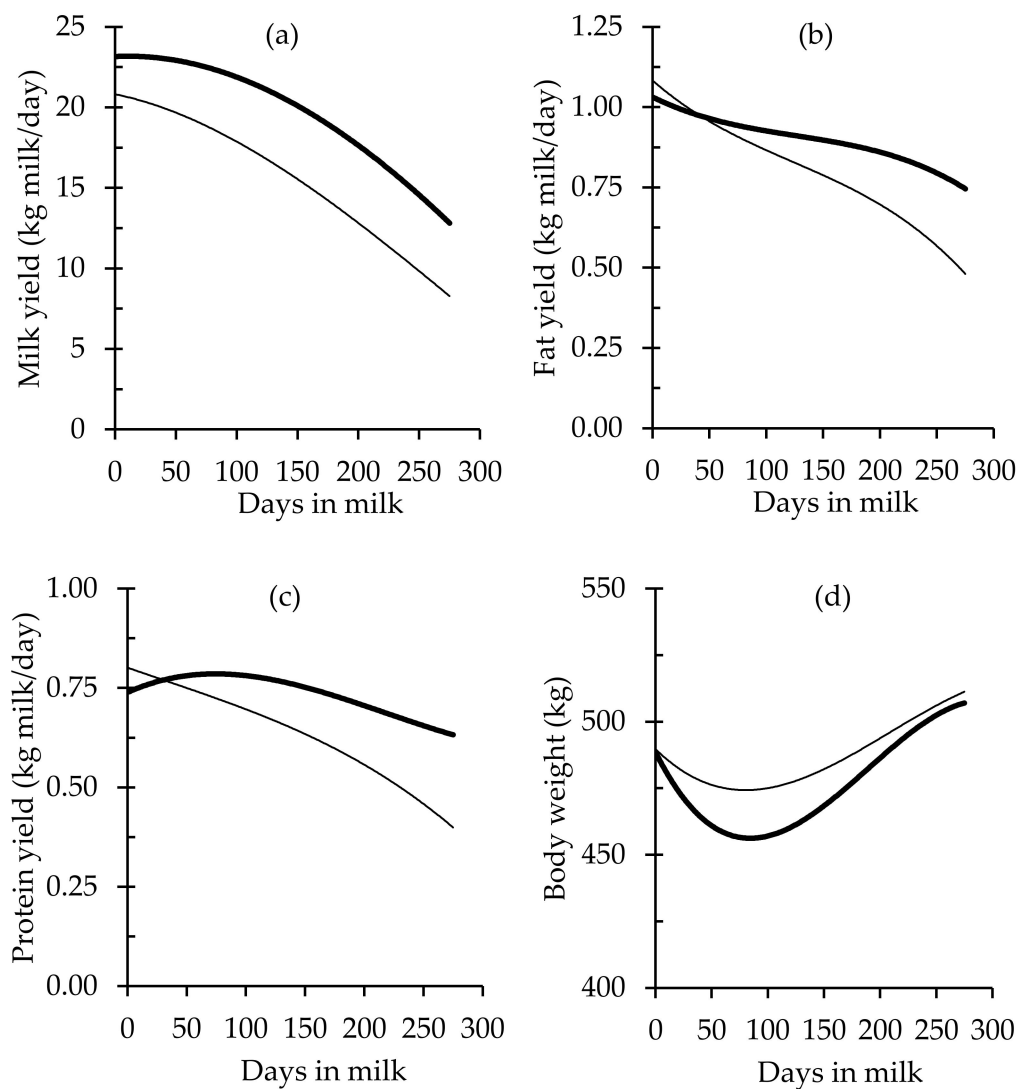 (a)
Milk yield (kg milk/day)
25
20
15
10
5
0
0 50 100 150 200 250 300
Days in milk
(b)
Fat yield (kg milk/day)
1.25
1.00
0.75
0.50
0.25
0.00
0 50 100 150 200 250 300
Days in milk
(c)
Protein yield (kg milk/day)
1.00
0.75
0.50
0.25
0.00
0 50 100 150 200 250 300
Days in milk
(d)
Body weight (kg)
550
500
450
400
0 50 100 150 200 250 300
Days in milk